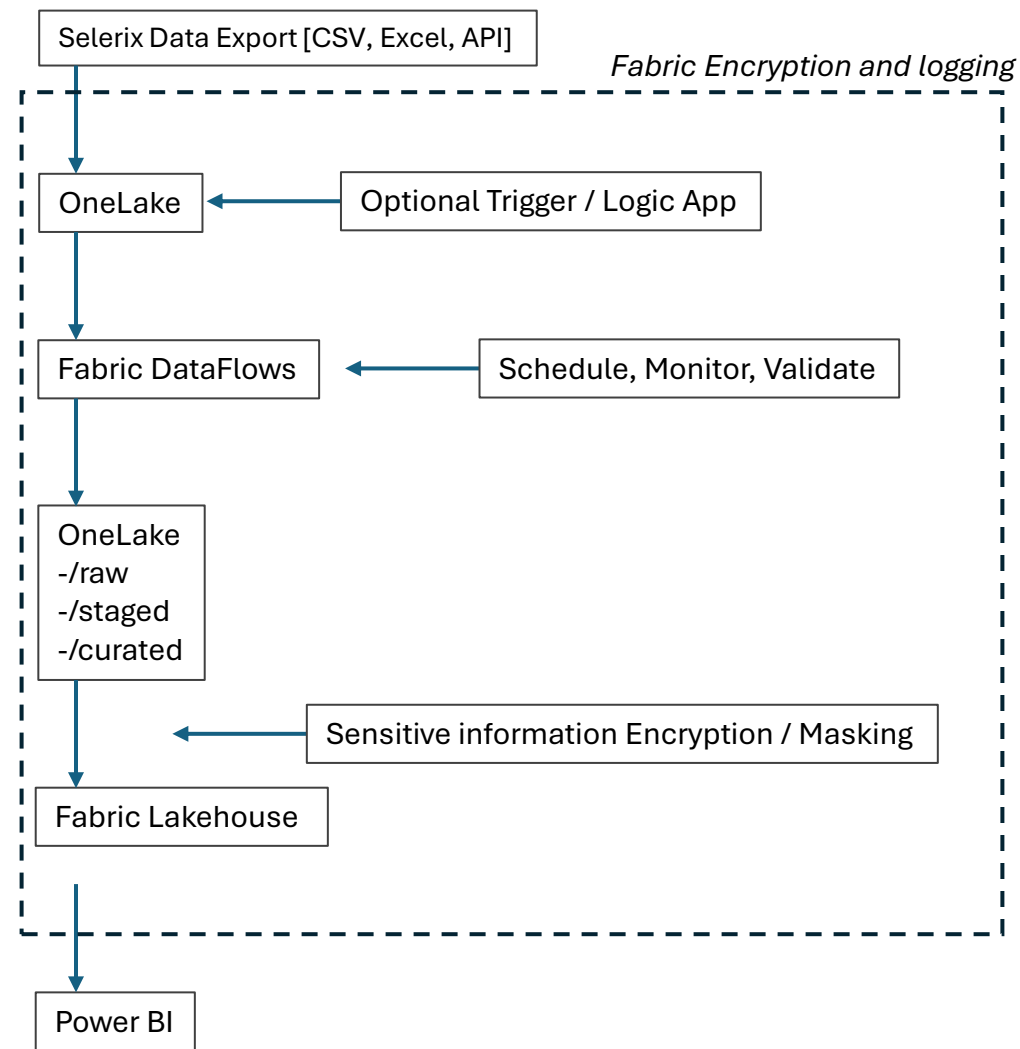 Selerix Data Export [CSV, Excel, API]
Fabric Encryption and logging
OneLake
Optional Trigger / Logic App
Fabric DataFlows
Schedule, Monitor, Validate
OneLake
-/raw
-/staged
-/curated
Sensitive information Encryption / Masking
Fabric Lakehouse
Power BI